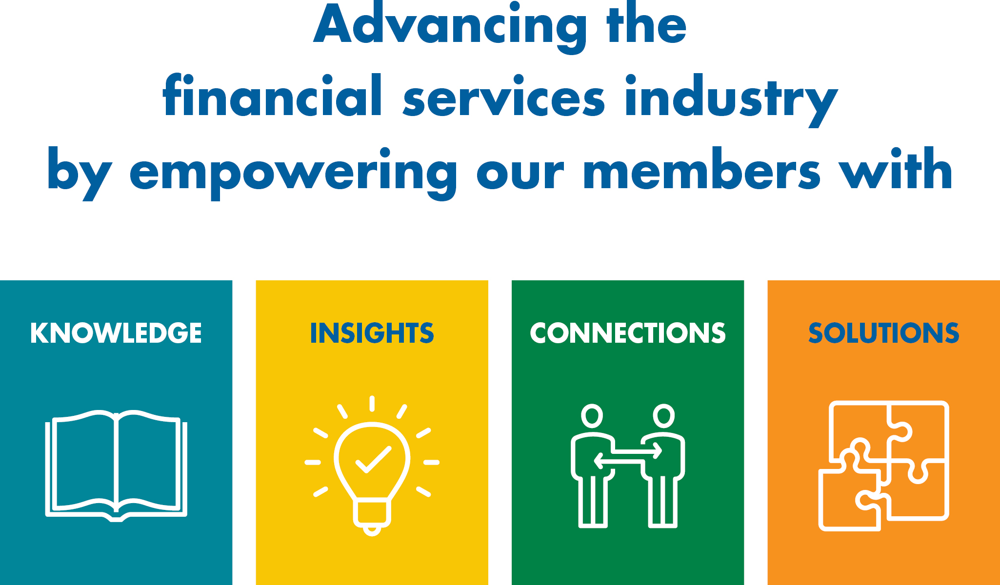 Advancing the
financial services industry
by empowering our members with
KNOWLEDGE
INSIGHTS
CONNECTIONS
SOLUTIONS